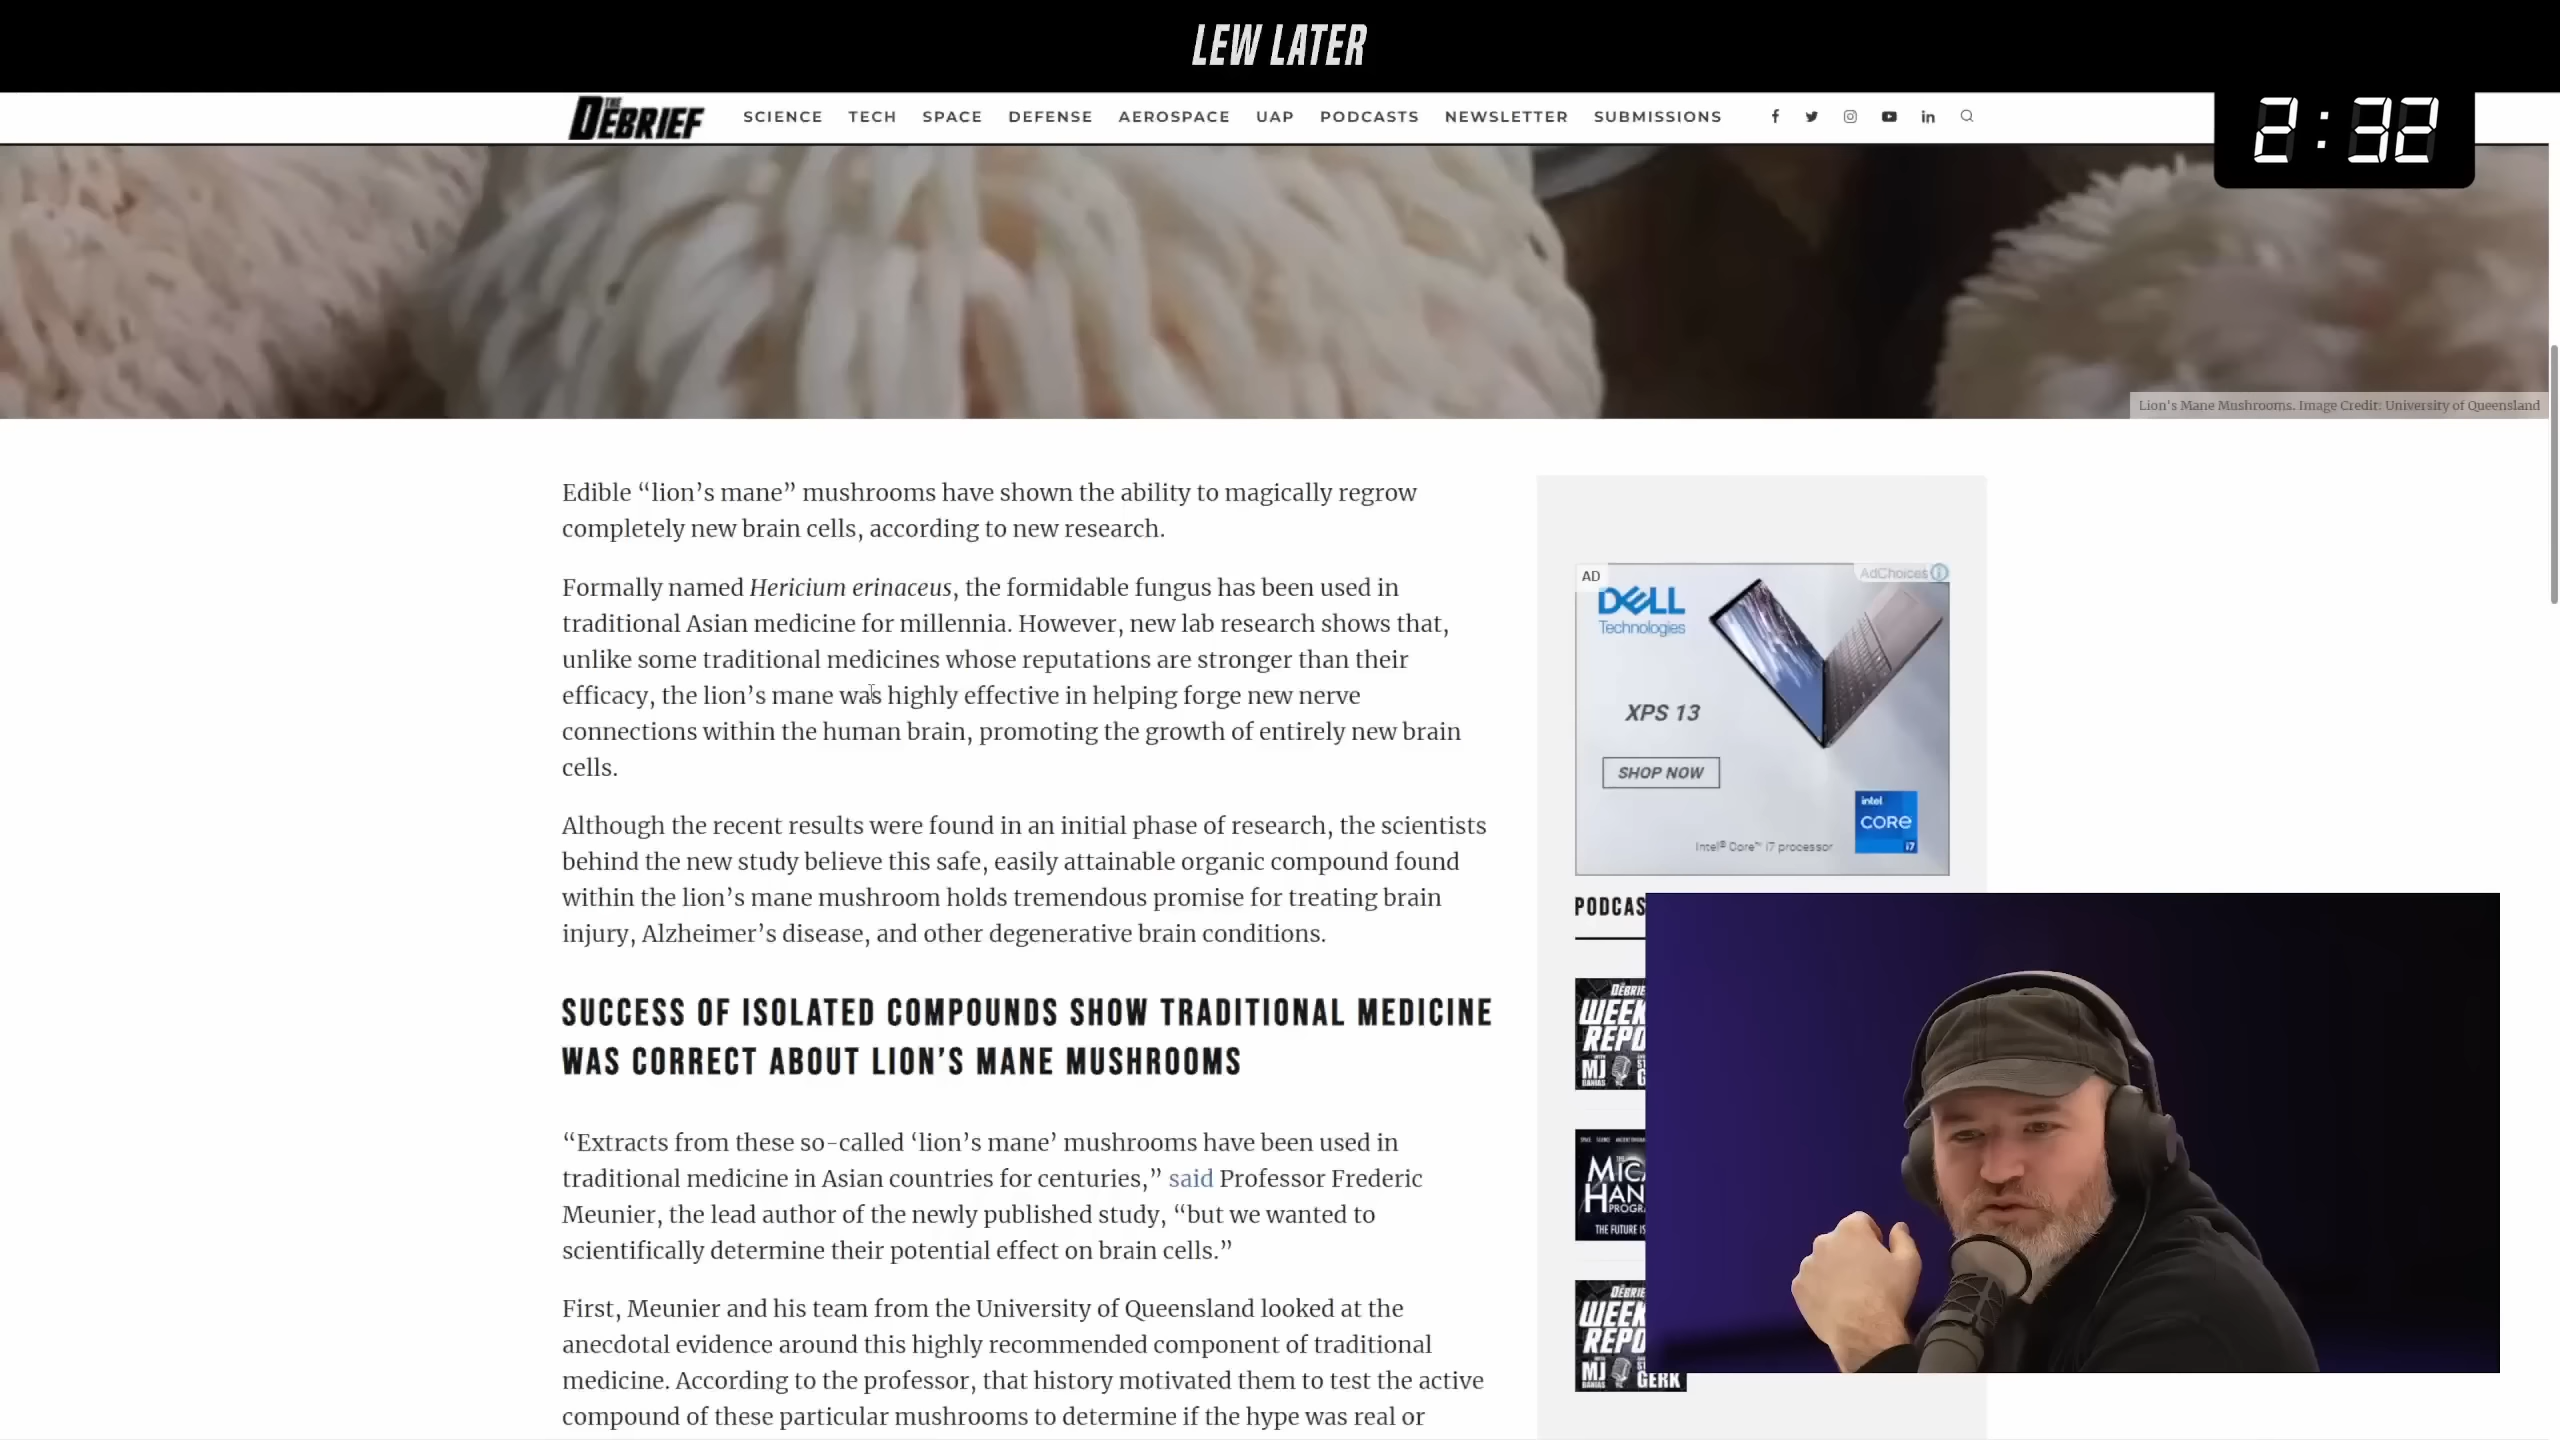 LEW LATER
THE DEBRIEF
SCIENCE TECH SPACE DEFENSE AEROSPACE UAP PODCASTS NEWSLETTER SUBMISSIONS
2:32
Lion's Mane Mushrooms. Image Credit: University of Queensland
Edible “lion’s mane” mushrooms have shown the ability to magically regrow
completely new brain cells, according to new research.
Formally named Hericium erinaceus, the formidable fungus has been used in
traditional Asian medicine for millennia. However, new lab research shows that,
unlike some traditional medicines whose reputations are stronger than their
efficacy, the lion’s mane was highly effective in helping forge new nerve
connections within the human brain, promoting the growth of entirely new brain
cells.
Although the recent results were found in an initial phase of research, the scientists
behind the new study believe this safe, easily attainable organic compound found
within the lion’s mane mushroom holds tremendous promise for treating brain
injury, Alzheimer’s disease, and other degenerative brain conditions.
SUCCESS OF ISOLATED COMPOUNDS SHOW TRADITIONAL MEDICINE
WAS CORRECT ABOUT LION’S MANE MUSHROOMS
“Extracts from these so-called ‘lion’s mane’ mushrooms have been used in
traditional medicine in Asian countries for centuries,” said Professor Frederic
Meunier, the lead author of the newly published study, “but we wanted to
scientifically determine their potential effect on brain cells.”
First, Meunier and his team from the University of Queensland looked at the
anecdotal evidence around this highly recommended component of traditional
medicine. According to the professor, that history motivated them to test the active
compound of these particular mushrooms to determine if the hype was real or
AD
AdChoices
DELL
Technologies
XPS 13
SHOP NOW
intel
CORE
i7
Intel® Core™ i7 processor
PODCAS
DEBRIE
WEEK
REPO
WITH
MJ
BANIAS
THE
MIC
HAN
PROGR
THE FUTURE IS
DEBRIE
WEEK
REPO
MJ
GERK